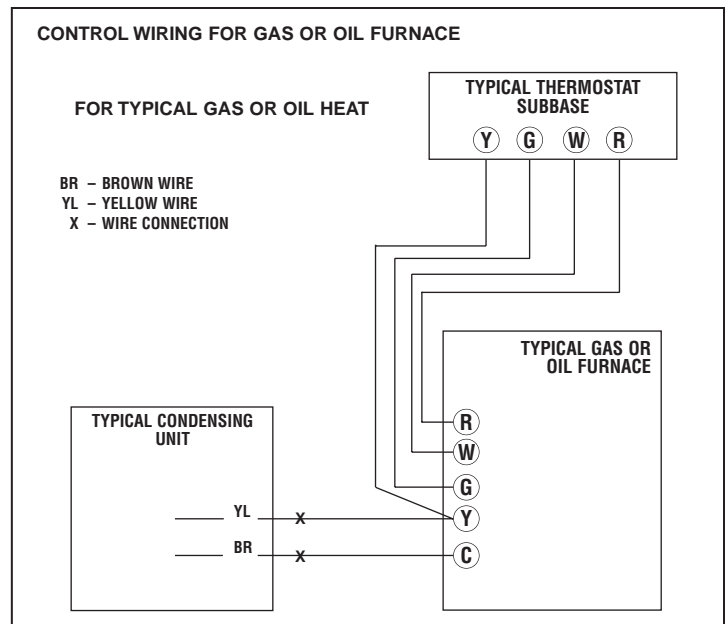 CONTROL WIRING FOR GAS OR OIL FURNACE
FOR TYPICAL GAS OR OIL HEAT
TYPICAL THERMOSTAT
SUBBASE
Y G W R
BR – BROWN WIRE
YL – YELLOW WIRE
X – WIRE CONNECTION
TYPICAL GAS OR
OIL FURNACE
R
W
G
Y
C
TYPICAL CONDENSING
UNIT
YL X
BR X